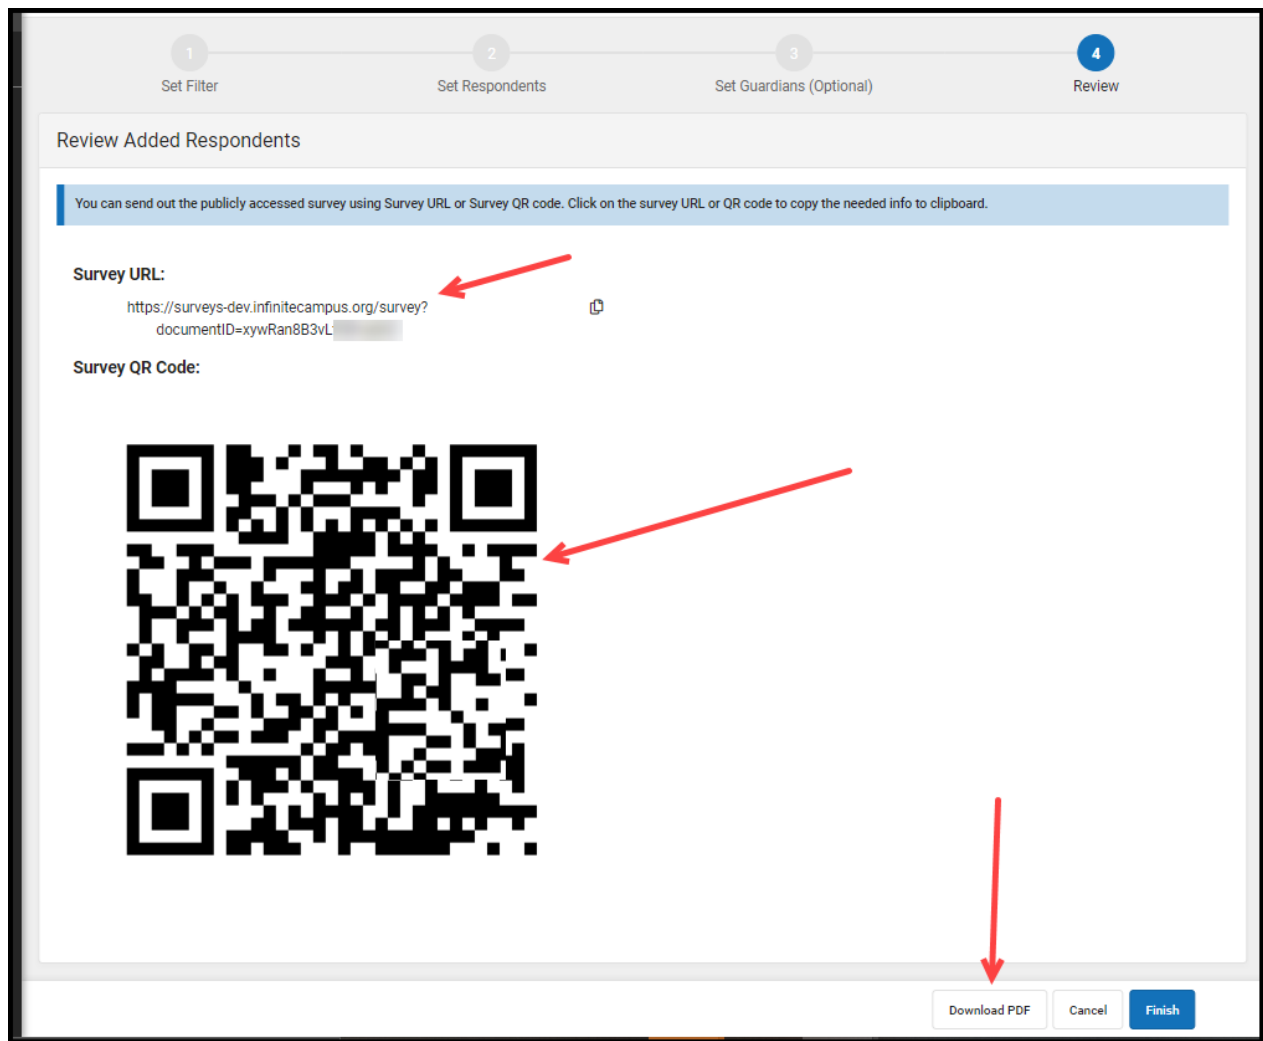 1
2
3
4
Set Filter
Set Respondents
Set Guardians (Optional)
Review
Review Added Respondents
You can send out the publicly accessed survey using Survey URL or Survey QR code. Click on the survey URL or QR code to copy the needed info to clipboard.
Survey URL:
https://surveys-dev.infinitecampus.org/survey?
documentID=xywRan8B3vL
Survey QR Code:
Download PDF
Cancel
Finish